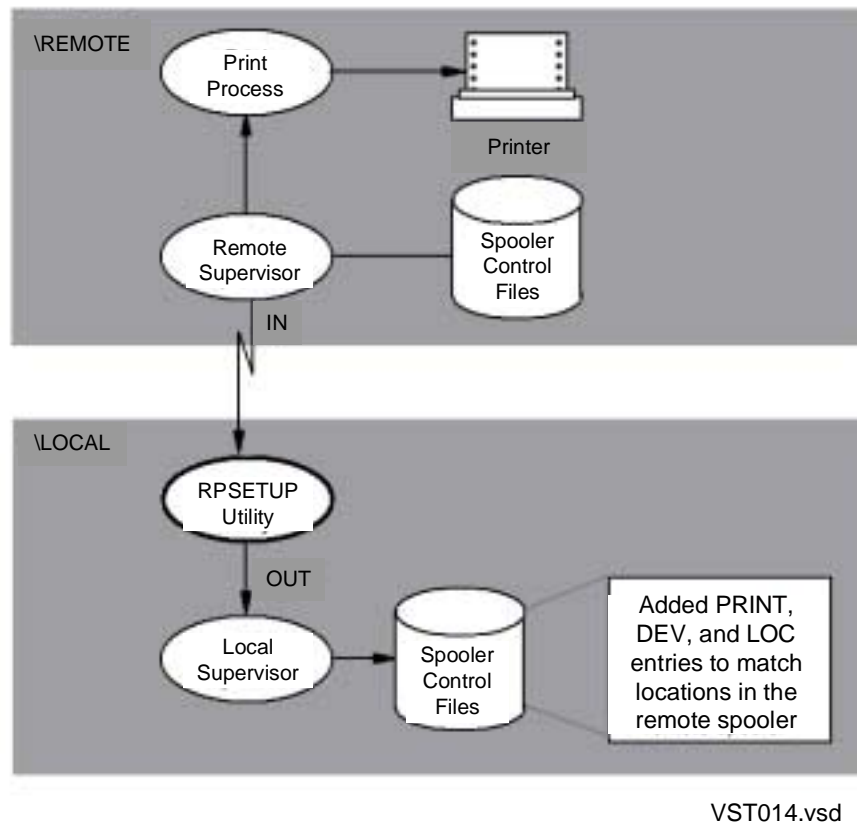 \REMOTE
Print
Process
Printer
Remote
Supervisor
Spooler
Control
Files
IN
\LOCAL
RPSETUP
Utility
OUT
Local
Supervisor
Spooler
Control
Files
Added PRINT,
DEV, and LOC
entries to match
locations in the
remote spooler
VST014.vsd